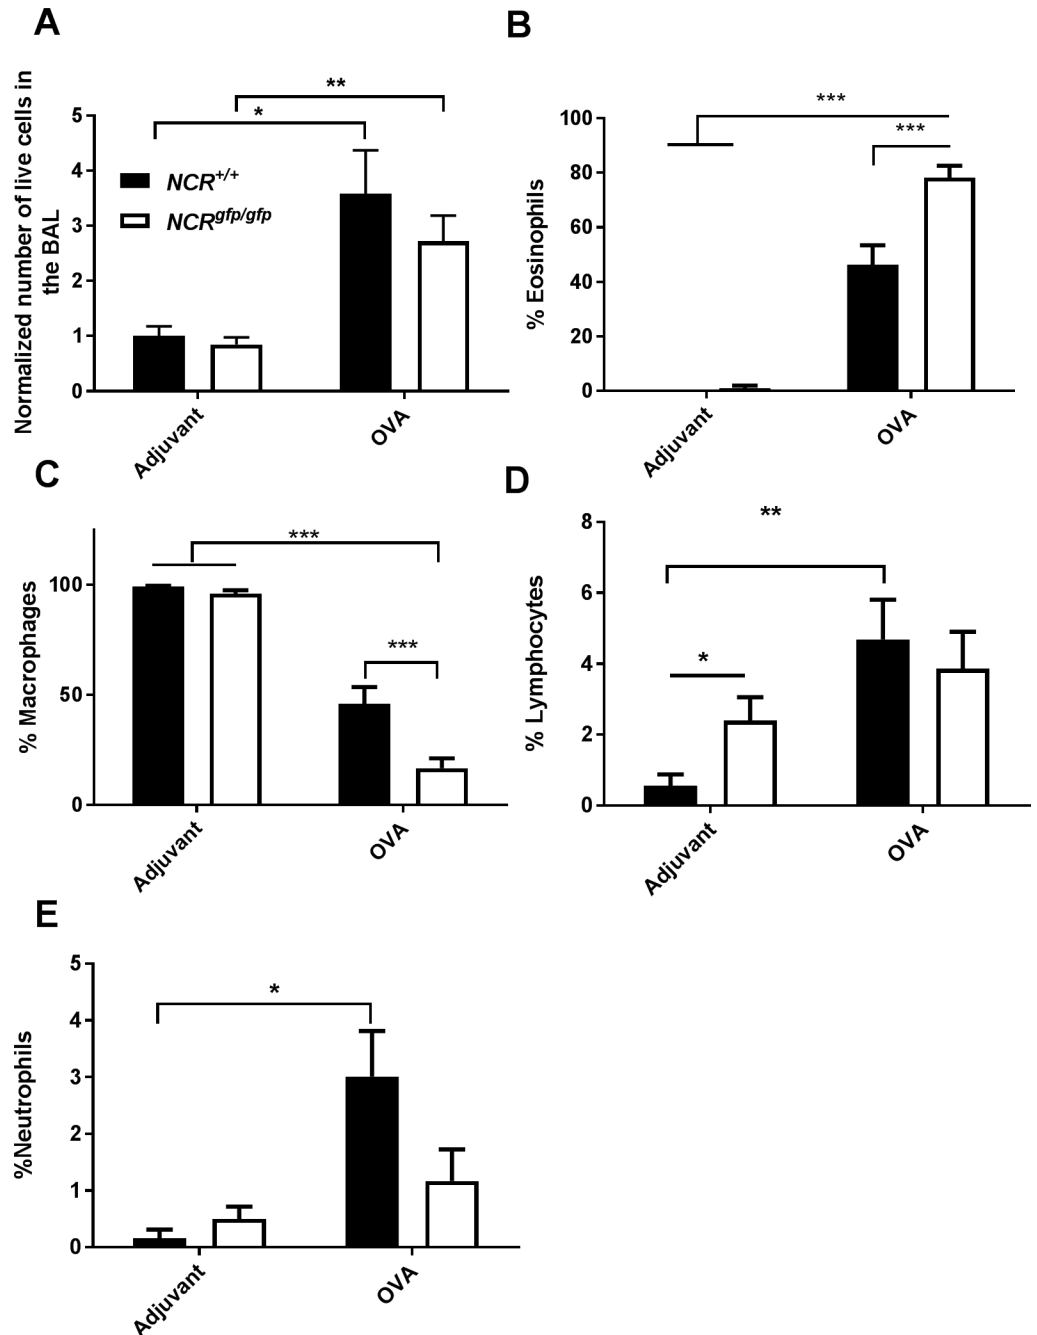 A
Normalized number of live cells in
the BAL
5
4
3
2
1
0
**
*
NCR+/+
NCRgfp/gfp
Adjuvant
OVA
B
% Eosinophils
100
80
60
40
20
0
***
***
Adjuvant
OVA
C
% Macrophages
100
50
0
***
***
Adjuvant
OVA
D
% Lymphocytes
8
6
4
2
0
**
*
Adjuvant
OVA
E
%Neutrophils
5
4
3
2
1
0
*
Adjuvant
OVA